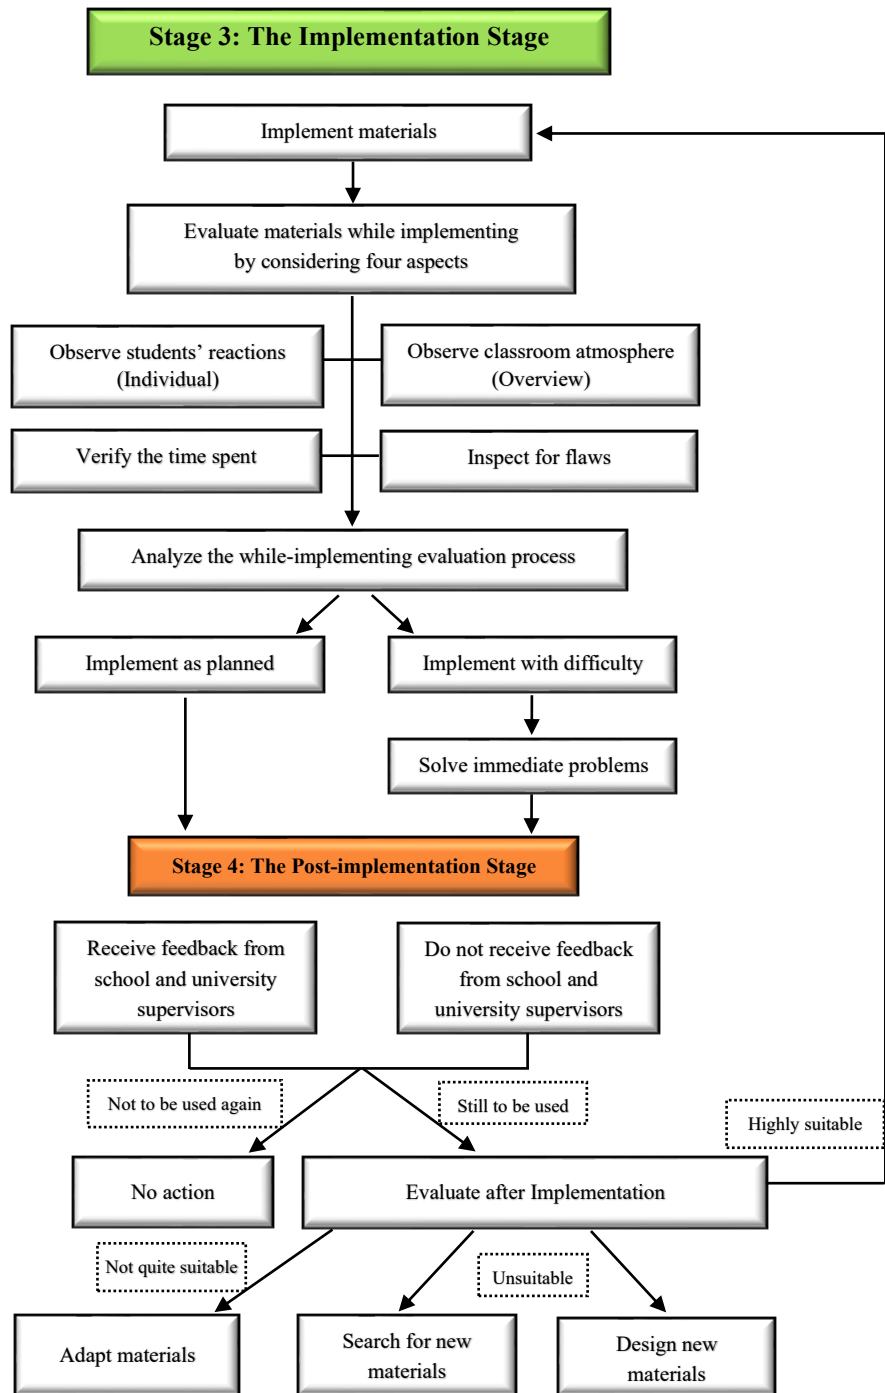 Stage 3: The Implementation Stage
Implement materials
Evaluate materials while implementing
by considering four aspects
Observe students’ reactions
(Individual)
Observe classroom atmosphere
(Overview)
Verify the time spent
Inspect for flaws
Analyze the while-implementing evaluation process
Implement as planned
Implement with difficulty
Solve immediate problems
Stage 4: The Post-implementation Stage
Receive feedback from
school and university
supervisors
Do not receive feedback
from school and
university supervisors
Not to be used again
Still to be used
Highly suitable
No action
Evaluate after Implementation
Not quite suitable
Unsuitable
Adapt materials
Search for new
materials
Design new
materials